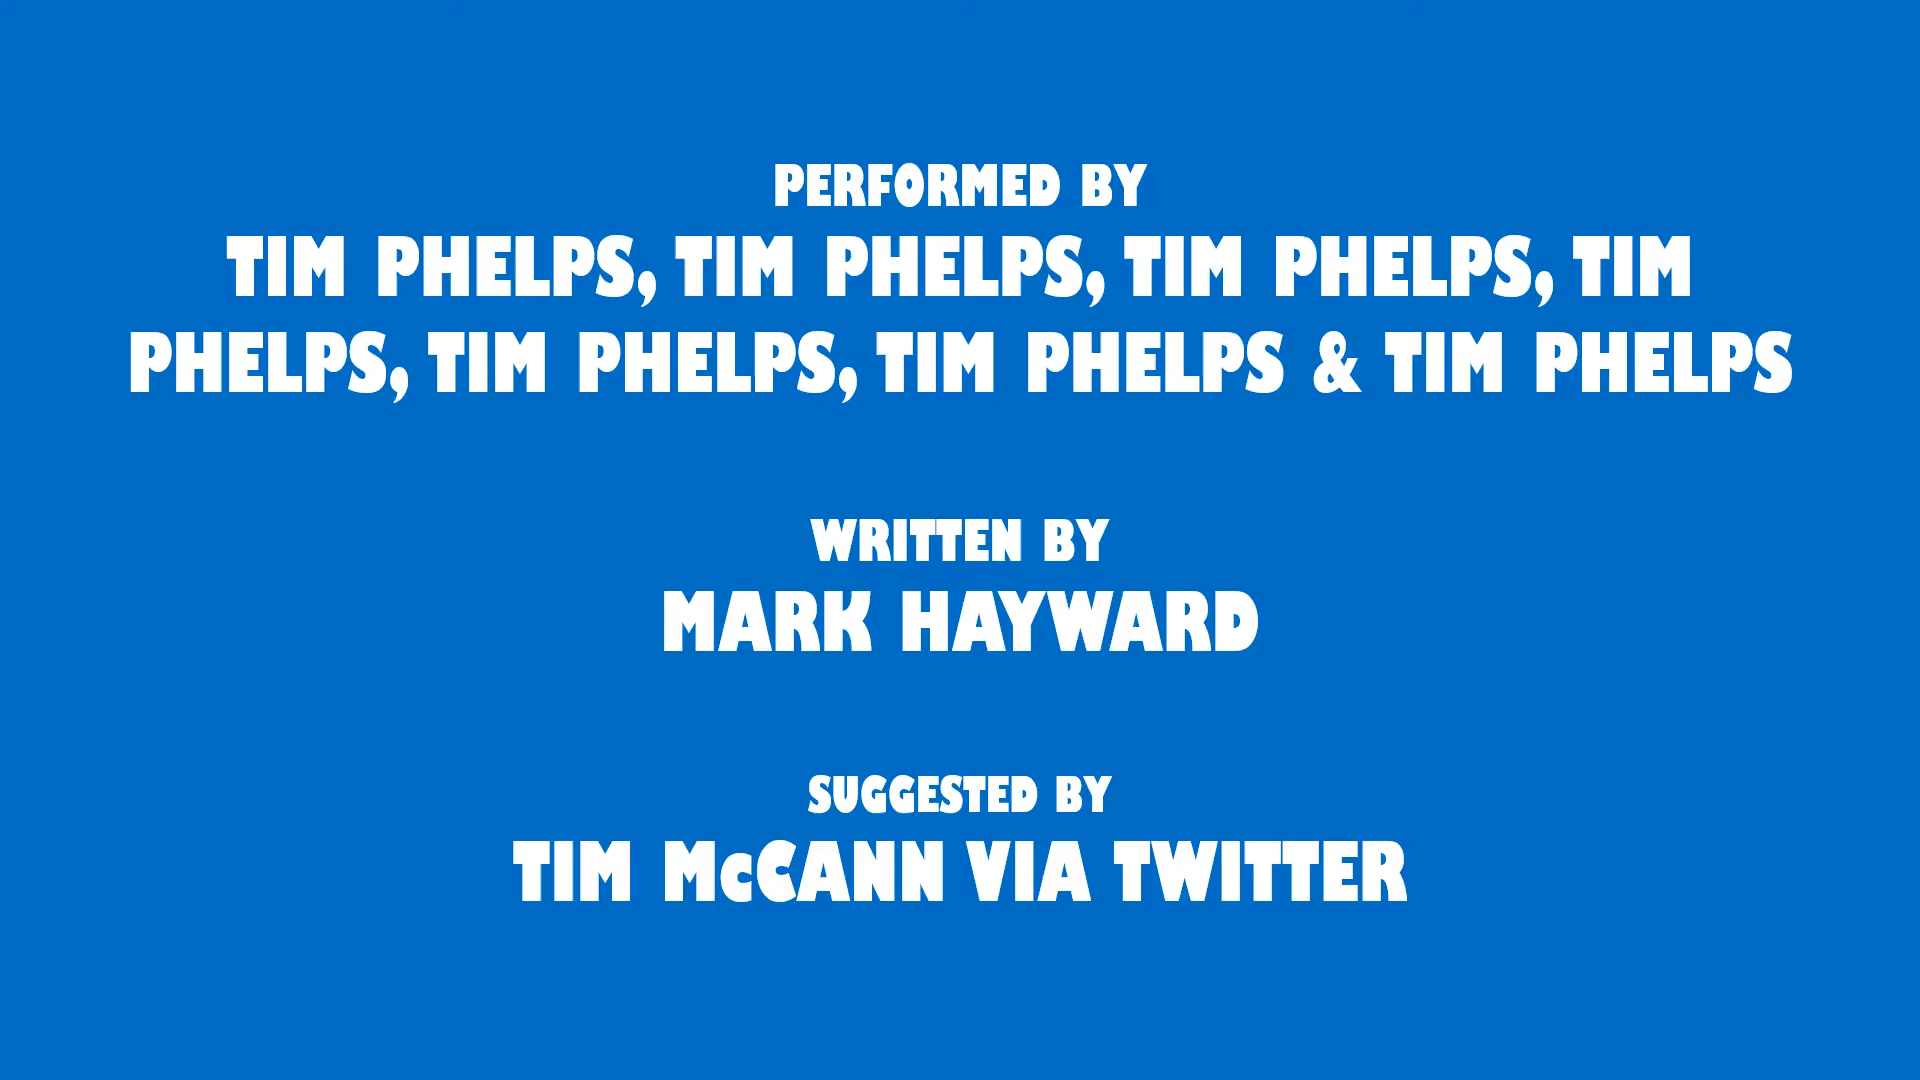 PERFORMED BY
TIM PHELPS, TIM PHELPS, TIM PHELPS, TIM
PHELPS, TIM PHELPS, TIM PHELPS & TIM PHELPS
WRITTEN BY
MARK HAYWARD
SUGGESTED BY
TIM McCANN VIA TWITTER